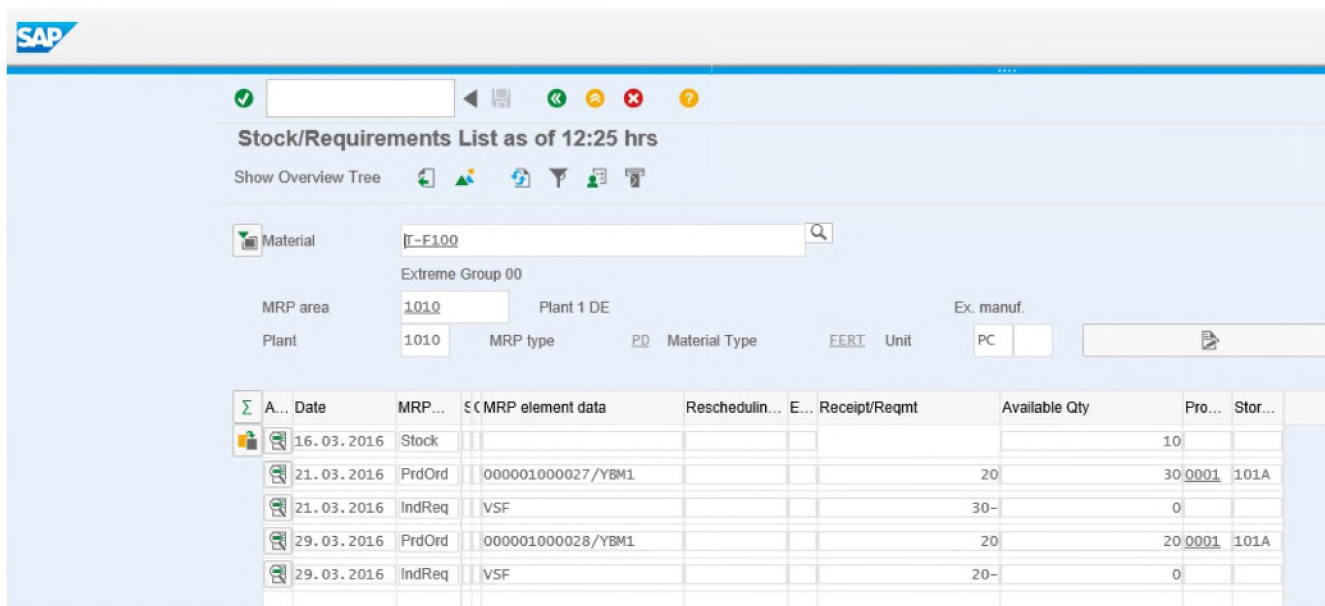 SAP
Stock/Requirements List as of 12:25 hrs
Show Overview Tree
Material T-F100
Extreme Group 00
MRP area 1010 Plant 1 DE Ex. manuf.
Plant 1010 MRP type PD Material Type FERT Unit PC
Σ A... Date MRP... MRP element data Reschedulin... E... Receipt/Reqmt Available Qty Pro... Stor...
16.03.2016 Stock 10
21.03.2016 PrdOrd 000001000027/YBM1 20 30 0001 101A
21.03.2016 IndReq VSF 30- 0
29.03.2016 PrdOrd 000001000028/YBM1 20 20 0001 101A
29.03.2016 IndReq VSF 20- 0